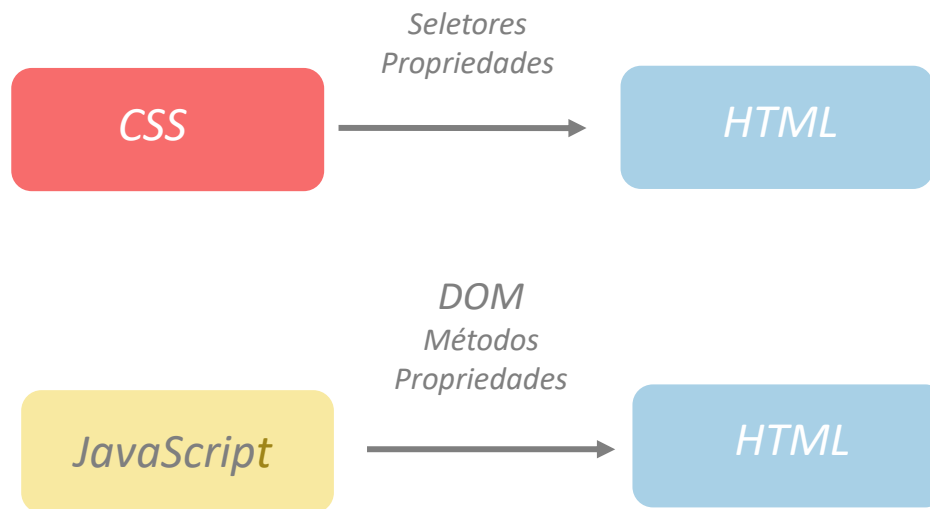 Seletores
Propriedades
CSS
HTML
DOM
Métodos
Propriedades
JavaScript
HTML